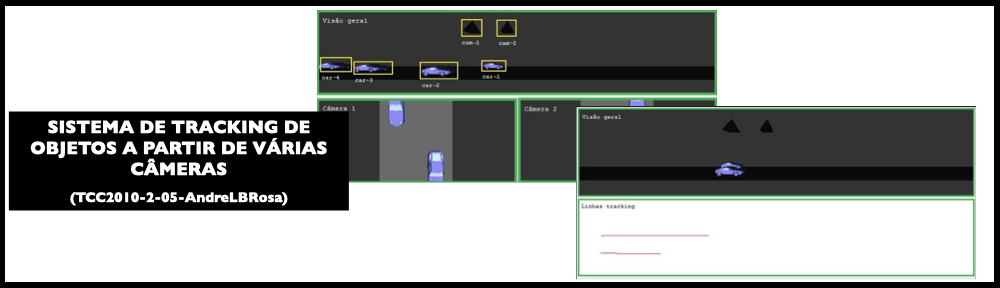 Visão geral
cam-1
cam-2
car-4
car-3
car-2
car-1
Câmera 1
Câmera 2
SISTEMA DE TRACKING DE
OBJETOS A PARTIR DE VÁRIAS
CÂMERAS
(TCC2010-2-05-AndreLBRosa)
Visão geral
Linhas tracking